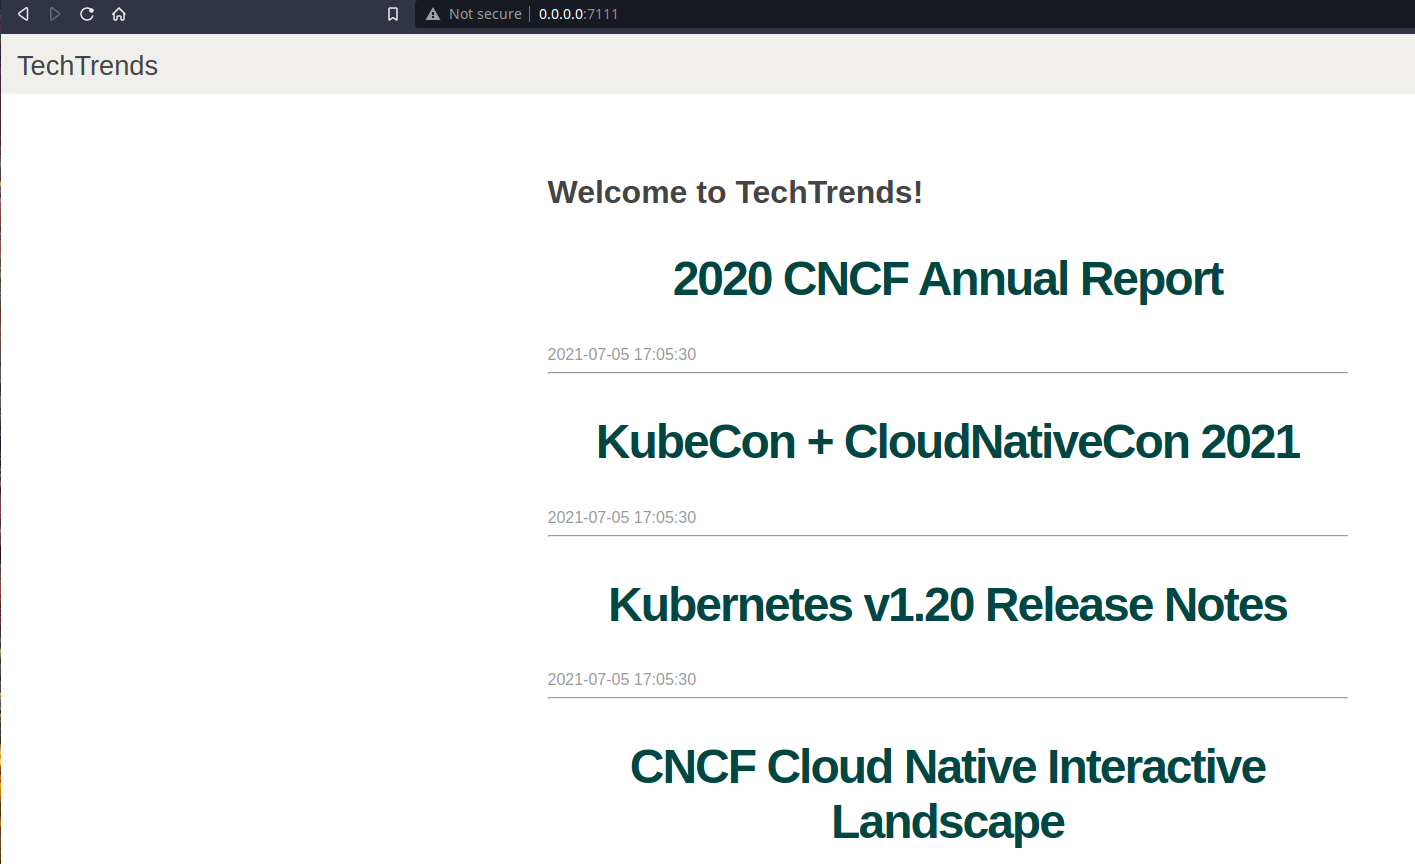 Not secure 0.0.0.0:7111
TechTrends
Welcome to TechTrends!
2020 CNCF Annual Report
2021-07-05 17:05:30
KubeCon + CloudNativeCon 2021
2021-07-05 17:05:30
Kubernetes v1.20 Release Notes
2021-07-05 17:05:30
CNCF Cloud Native Interactive
Landscape